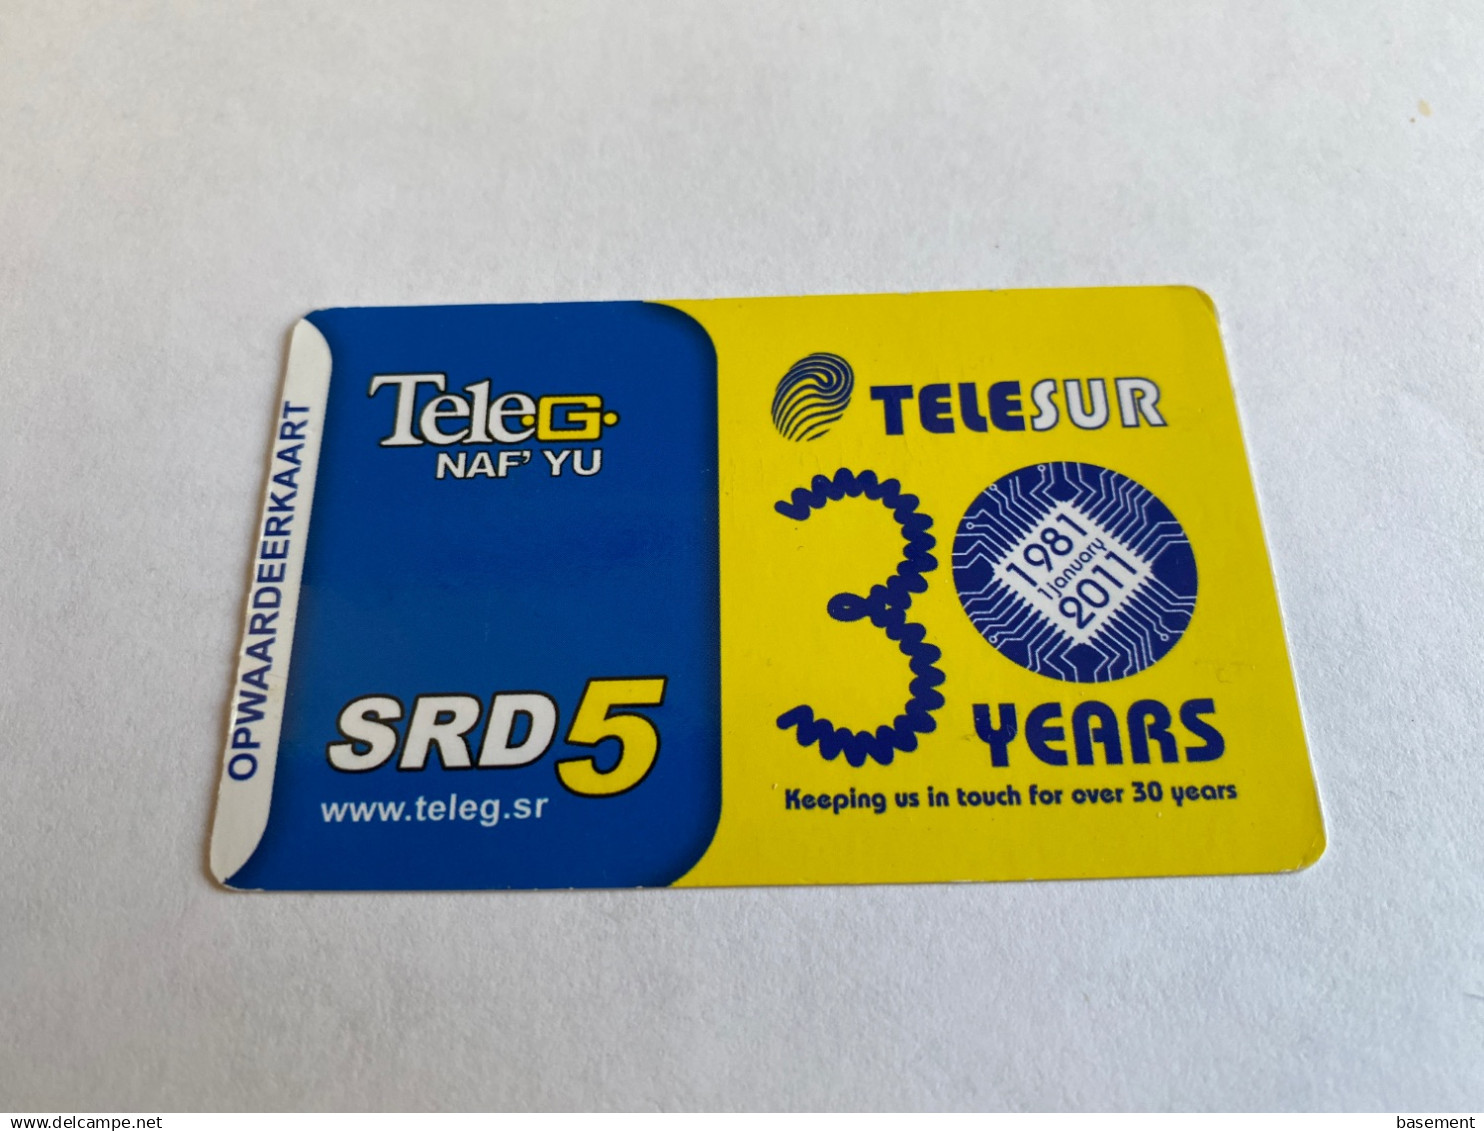 OPWAARDEERKAART
TeleG
NAF' YU
SRD5
www.teleg.sr
TELESUR
30
1981
1 January
2011
YEARS
Keeping us in touch for over 30 years
delcampe.net
basement